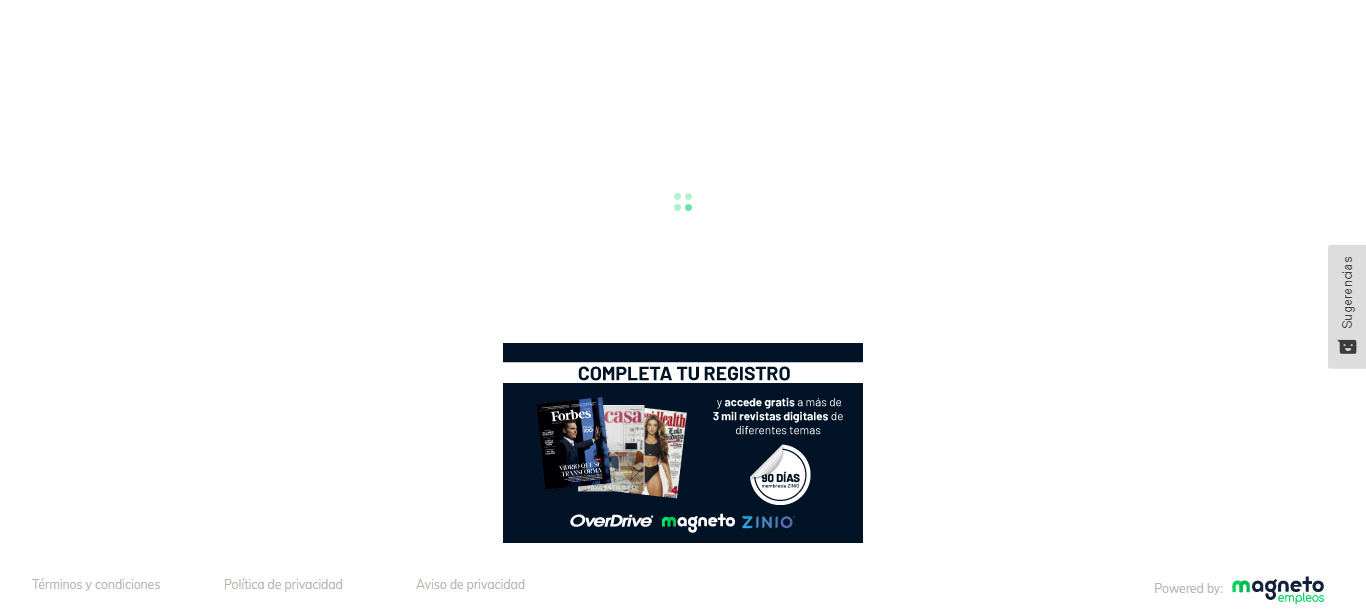 Sugerencias
COMPLETA TU REGISTRO
y accede gratis a más de
3 mil revistas digitales de
diferentes temas
Forbes
casa
Health
VIDRIO QUE SE
TRANSFORMA
90 DÍAS
membresía ZINIO
OverDrive
magneto
ZINIO
Términos y condiciones
Política de privacidad
Aviso de privacidad
Powered by:
magneto
empleos